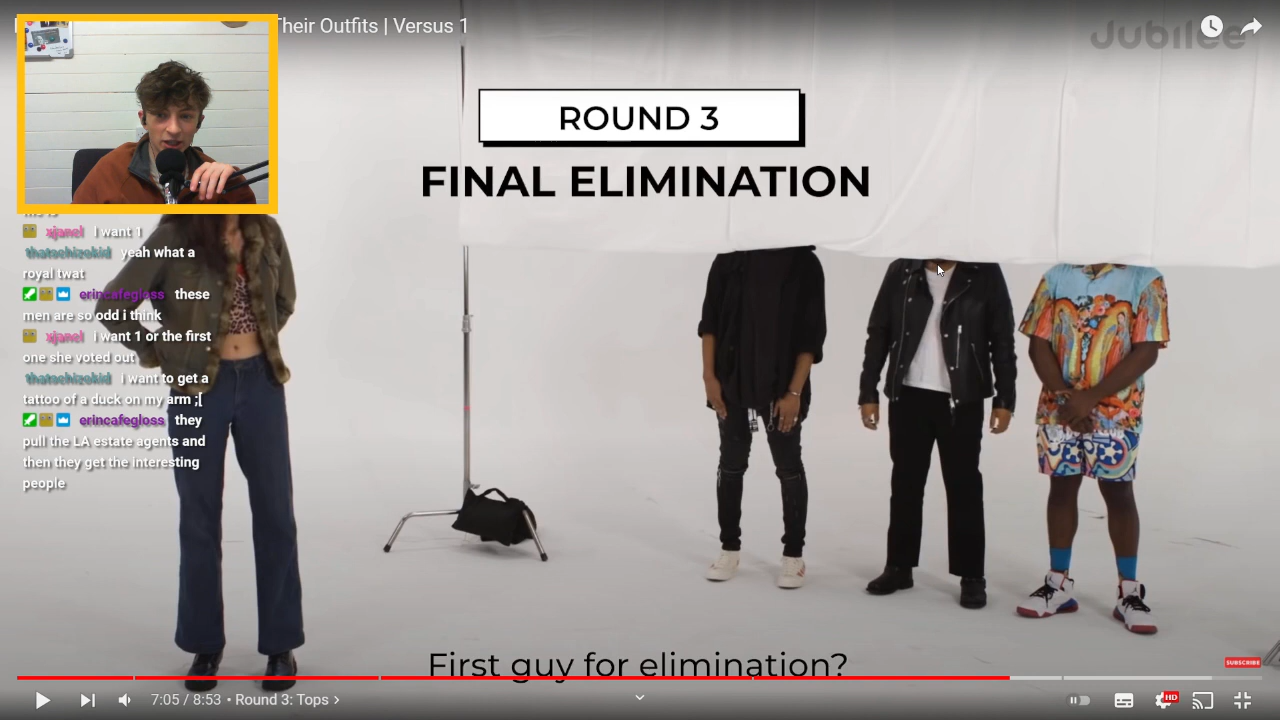 Their Outfits | Versus 1
Jubilee
ROUND 3
FINAL ELIMINATION
xjanel I want 1
thatschizokid yeah what a
royal twat
erincafegloss these
men are so odd i think
xjanel i want 1 or the first
one she voted out
thatschizokid i want to get a
tattoo of a duck on my arm ;[
erincafegloss they
pull the LA estate agents and
then they get the interesting
people
First guy for elimination?
SUBSCRIBE
7:05 / 8:53 • Round 3: Tops >
HD